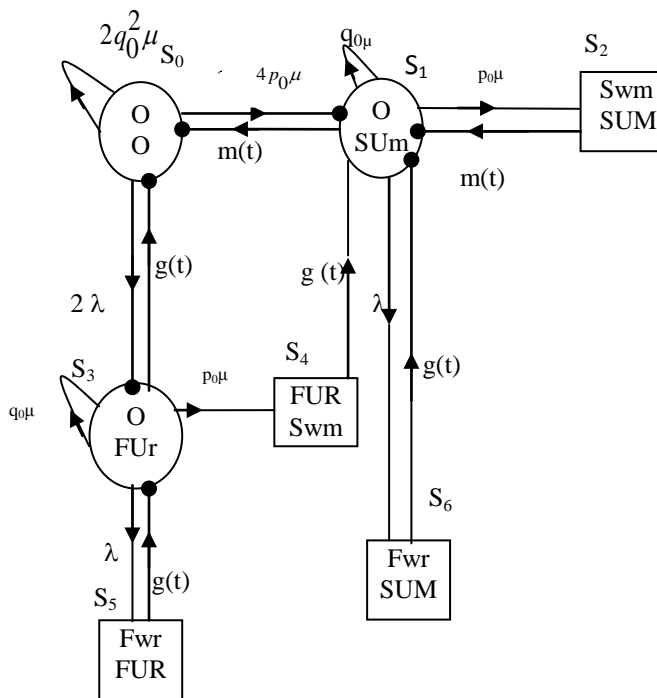 2q₀²μ S₀
4p₀μ
m(t)
O
O
q₀μ
S₁
O
SUm
p₀μ
S₂
Swm
SUM
m(t)
2 λ
g(t)
g (t)
λ
g(t)
S₃
q₀μ
O
FUr
p₀μ
S₄
FUR
Swm
λ
g(t)
S₅
Fwr
FUR
S₆
Fwr
SUM